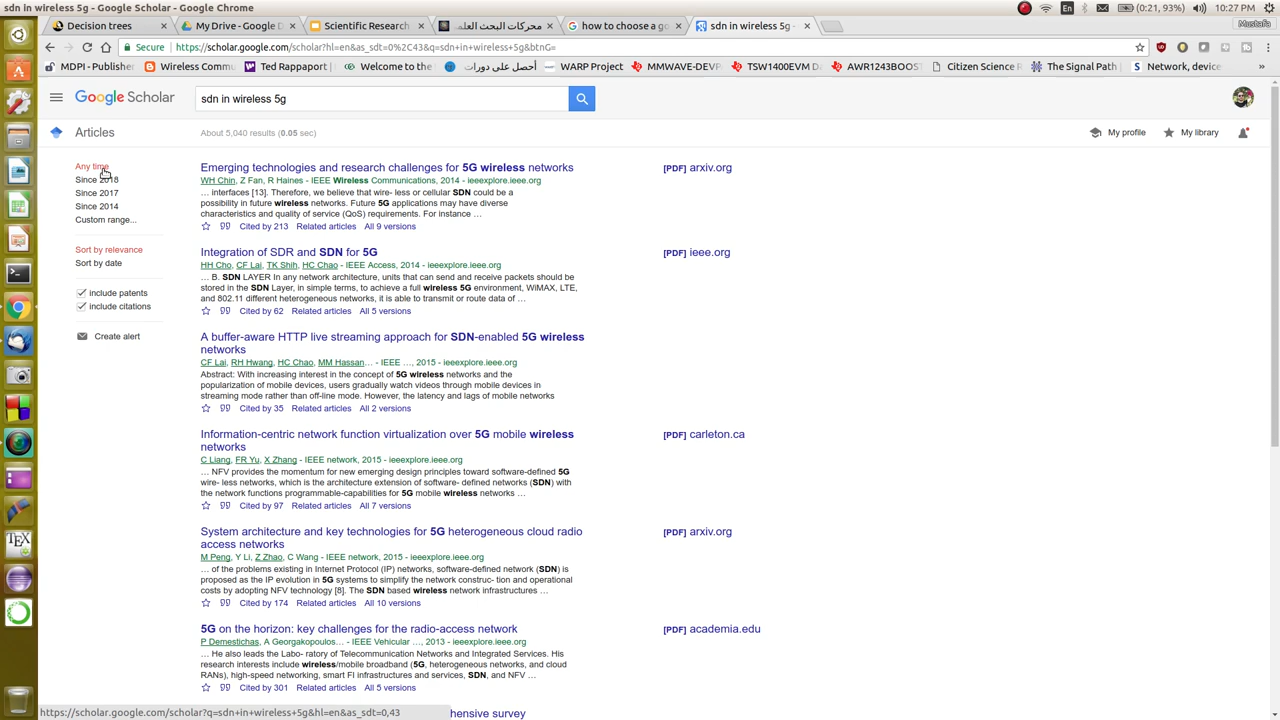 sdn in wireless 5g - Google Scholar - Google Chrome
En
(0:21, 93%)
10:27 PM
Decision trees
My Drive - Google D
Scientific Research
محركات البحث العلم
how to choose a go
sdn in wireless 5g -
Mustafa
Secure
https://scholar.google.com/scholar?hl=en&as_sdt=0%2C43&q=sdn+in+wireless+5g&btnG=
MDPI - Publisher
Wireless Commu
Ted Rappaport
Welcome to the
أحصل على دورات
WARP Project
MMWAVE-DEVP
TSW1400EVM Da
AWR1243BOOS
Citizen Science R
The Signal Path |
Network, device
»
Google Scholar
sdn in wireless 5g
Articles
About 5,040 results (0.05 sec)
My profile
My library
Any time
Since 2018
Since 2017
Since 2014
Custom range...
Sort by relevance
Sort by date
include patents
include citations
Create alert
Emerging technologies and research challenges for 5G wireless networks
[PDF] arxiv.org
WH Chin, Z Fan, R Haines - IEEE Wireless Communications, 2014 - ieeexplore.ieee.org
... interfaces [13]. Therefore, we believe that wire- less or cellular SDN could be a
possibility in future wireless networks. Future 5G applications may have diverse
characteristics and quality of service (QoS) requirements. For instance ...
Cited by 213 Related articles All 9 versions
Integration of SDR and SDN for 5G
[PDF] ieee.org
HH Cho, CF Lai, TK Shih, HC Chao - IEEE Access, 2014 - ieeexplore.ieee.org
... B. SDN LAYER In any network architecture, units that can send and receive packets should be
stored in the SDN Layer, in simple terms, to achieve a full wireless 5G environment, WiMAX, LTE,
and 802.11 different heterogeneous networks, it is able to transmit or route data of ...
Cited by 62 Related articles All 5 versions
A buffer-aware HTTP live streaming approach for SDN-enabled 5G wireless
networks
CF Lai, RH Hwang, HC Chao, MM Hassan... - IEEE ..., 2015 - ieeexplore.ieee.org
Abstract: With increasing interest in the concept of 5G wireless networks and the
popularization of mobile devices, users gradually watch videos through mobile devices in
streaming mode rather than off-line mode. However, the latency and lags of mobile networks
Cited by 35 Related articles All 2 versions
Information-centric network function virtualization over 5G mobile wireless
networks
[PDF] carleton.ca
C Liang, FR Yu, X Zhang - IEEE network, 2015 - ieeexplore.ieee.org
... NFV provides the momentum for new emerging design principles toward software-defined 5G
wire- less networks, which is the architecture extension of software- defined networks (SDN) with
the network functions programmable-capabilities for 5G mobile wireless networks ...
Cited by 97 Related articles All 7 versions
System architecture and key technologies for 5G heterogeneous cloud radio
access networks
[PDF] arxiv.org
M Peng, Y Li, Z Zhao, C Wang - IEEE network, 2015 - ieeexplore.ieee.org
... of the problems existing in Internet Protocol (IP) networks, software-defined network (SDN) is
proposed as the IP evolution in 5G systems to simplify the network construc- tion and operational
costs by adopting NFV technology [8]. The SDN based wireless network infrastructures ...
Cited by 174 Related articles All 10 versions
5G on the horizon: key challenges for the radio-access network
[PDF] academia.edu
P Demestichas, A Georgakopoulos... - IEEE Vehicular ..., 2013 - ieeexplore.ieee.org
... He also leads the Labo- ratory of Telecommunication Networks and Integrated Services. His
research interests include wireless/mobile broadband (5G, heterogeneous networks, and cloud
RANs), high-speed networking, smart FI infrastructures and services, SDN, and NFV ...
Cited by 301 Related articles All 5 versions
https://scholar.google.com/scholar?q=sdn+in+wireless+5g&hl=en&as_sdt=0,43
hensive survey
TEX